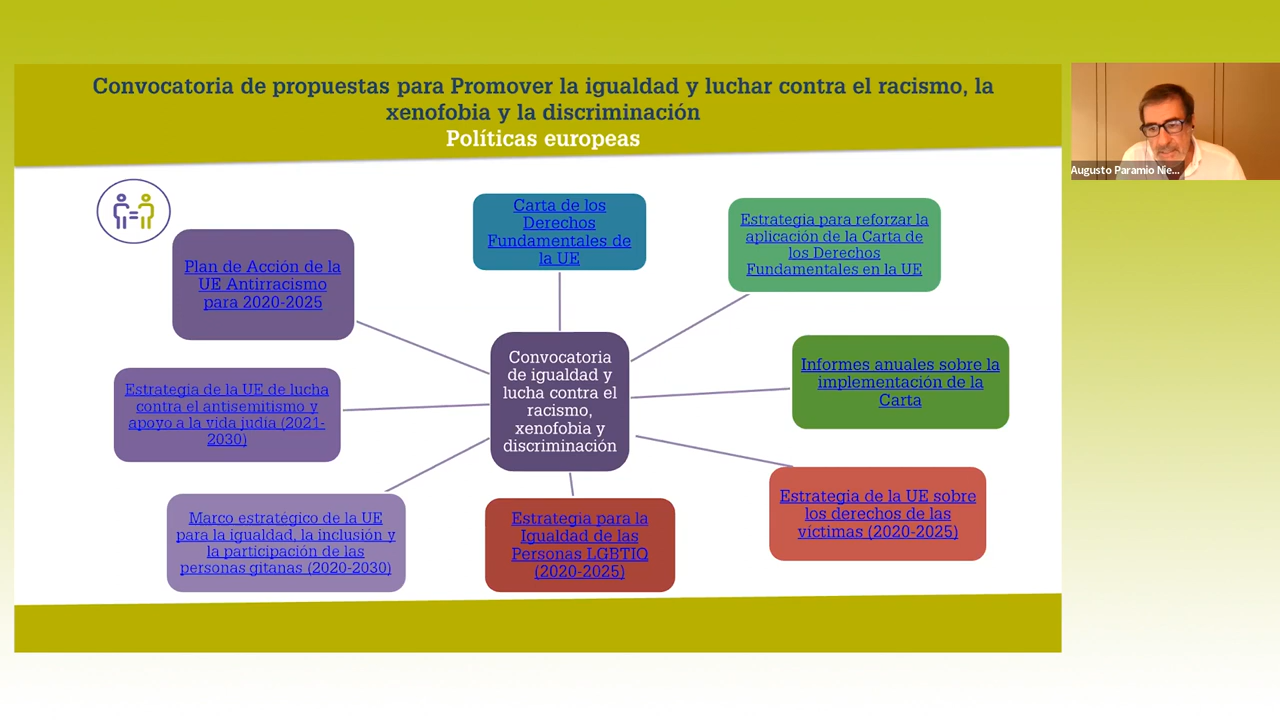 Convocatoria de propuestas para Promover la igualdad y luchar contra el racismo, la
xenofobia y la discriminación
Políticas europeas
Carta de los
Derechos
Fundamentales de
la UE
Estrategia para reforzar la
aplicación de la Carta de
los Derechos
Fundamentales en la UE
Plan de Acción de la
UE Antirracismo
para 2020-2025
Convocatoria
de igualdad y
lucha contra el
racismo,
xenofobia y
discriminación
Informes anuales sobre la
implementación de la
Carta
Estrategia de la UE de lucha
contra el antisemitismo y
apoyo a la vida judía (2021-
2030)
Estrategia de la UE sobre
los derechos de las
víctimas (2020-2025)
Marco estratégico de la UE
para la igualdad, la inclusión y
la participación de las
personas gitanas (2020-2030)
Estrategia para la
Igualdad de las
Personas LGBTIQ
(2020-2025)
Augusto Paramio Nie...